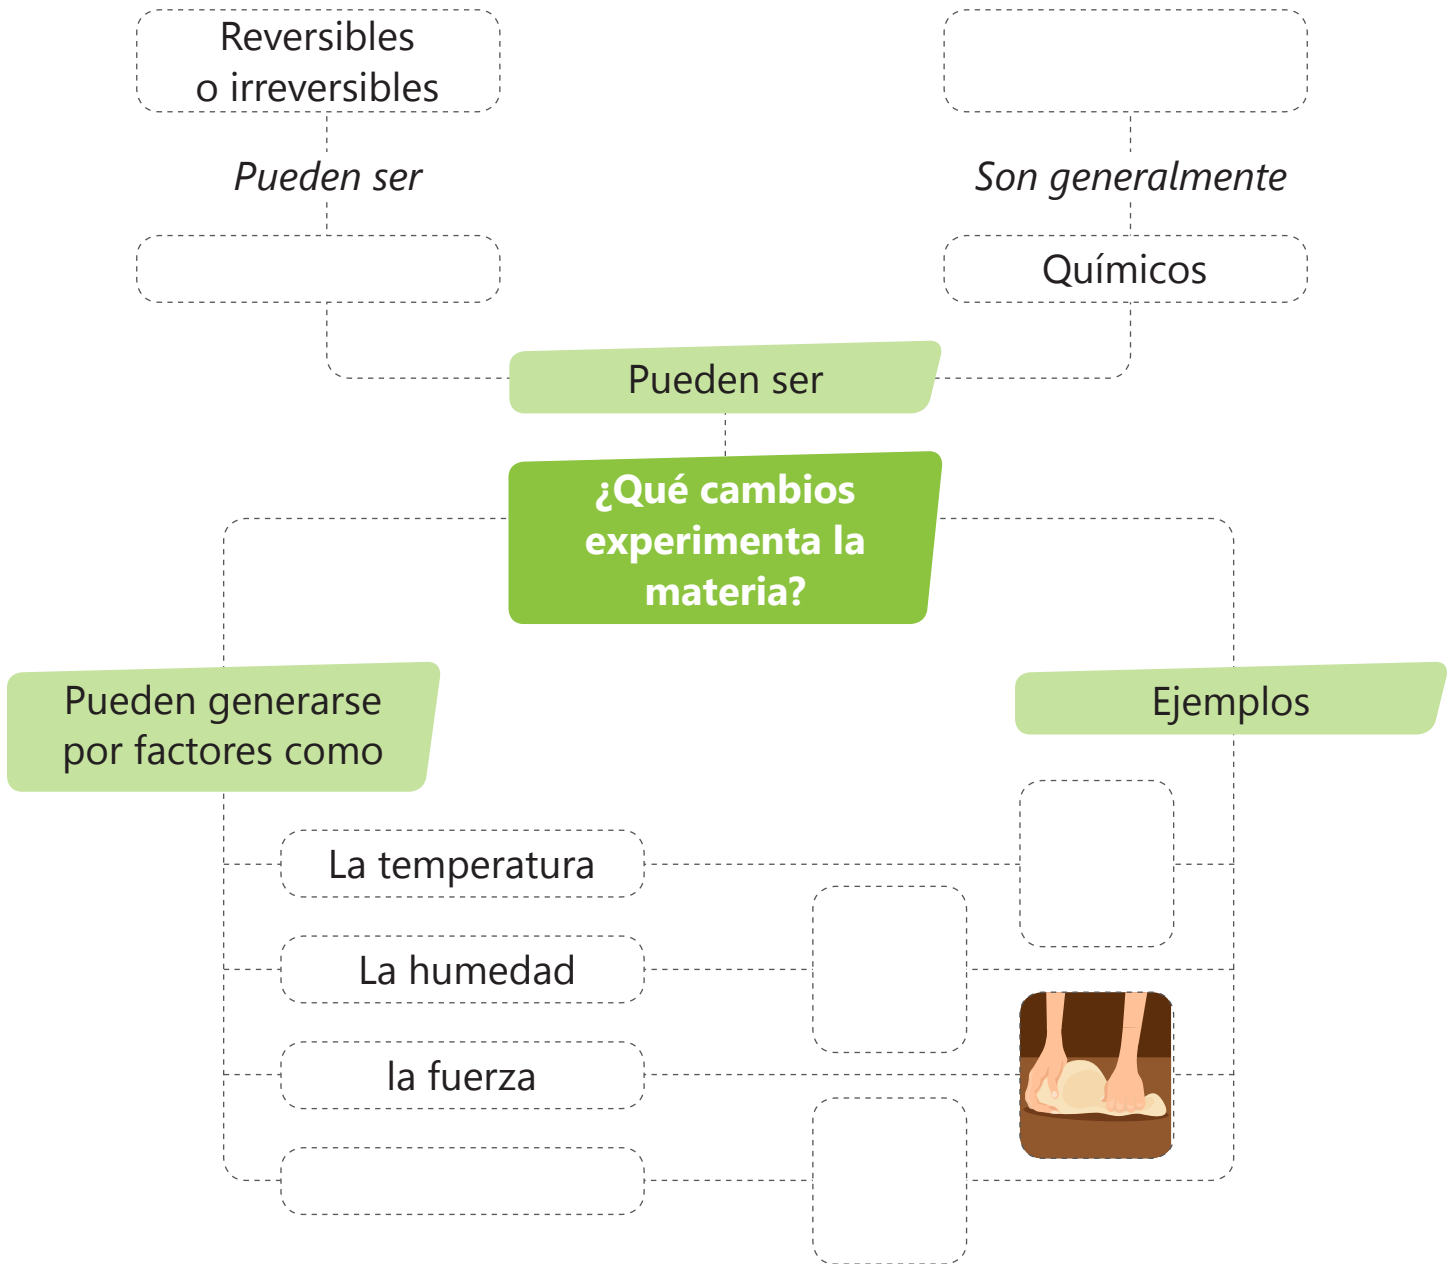 Reversibles
o irreversibles
Pueden ser
Son generalmente
Químicos
Pueden ser
¿Qué cambios
experimenta la
materia?
Pueden generarse
por factores como
Ejemplos
La temperatura
La humedad
la fuerza